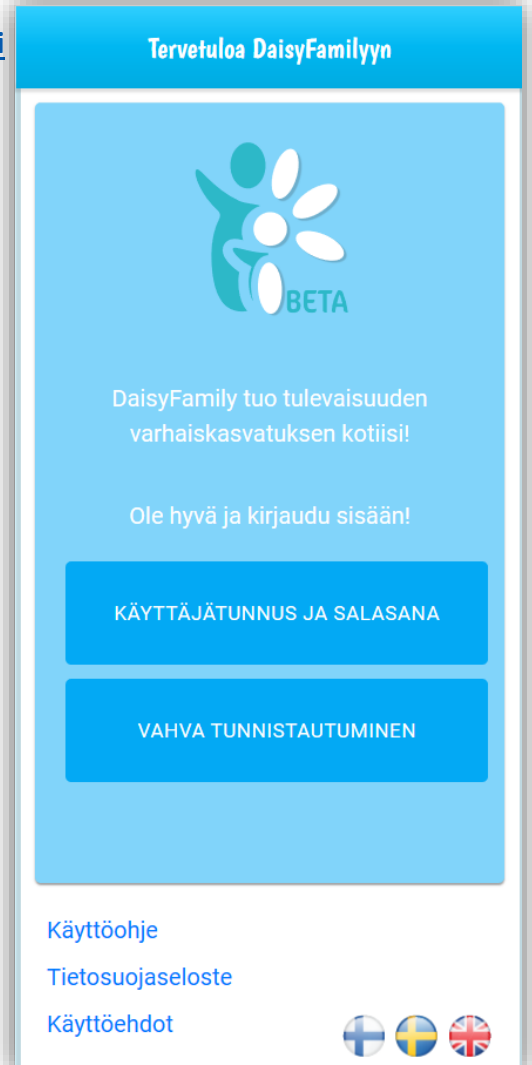 i
Tervetuloa DaisyFamilyyn
BETA
DaisyFamily tuo tulevaisuuden
varhaiskasvatuksen kotiisi!
Ole hyvä ja kirjaudu sisään!
KÄYTTÄJÄTUNNUS JA SALASANA
VAHVA TUNNISTAUTUMINEN
Käyttöohje
Tietosuojaseloste
Käyttöehdot